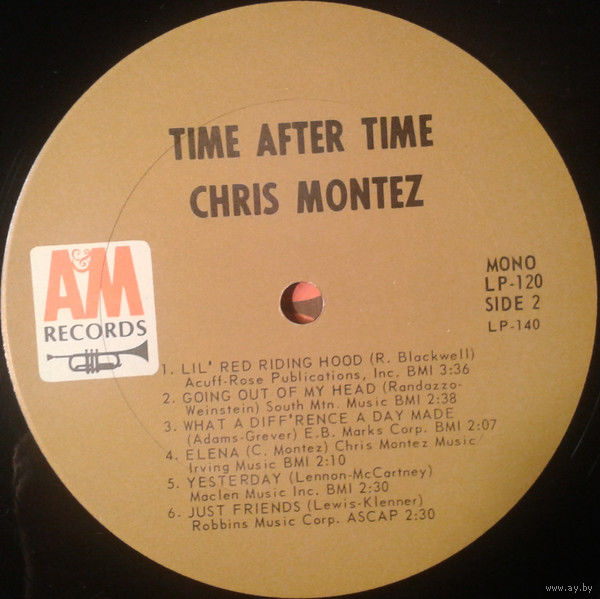 TIME AFTER TIME
CHRIS MONTEZ
A&M
RECORDS
MONO
LP-120
SIDE 2
LP-140
1. LIL' RED RIDING HOOD (R. Blackwell)
Acuff-Rose Publications, Inc. BMI 3:36
2. GOING OUT OF MY HEAD (Randazzo-
Weinstein) South Mtn. Music BMI 2:38
3. WHAT A DIFF'RENCE A DAY MADE
(Adams-Grever) E.B. Marks Corp. BMI 2:07
4. ELENA (C. Montez) Chris Montez Music/
Irving Music BMI 2:10
5. YESTERDAY (Lennon-McCartney)
Maclen Music Inc. BMI 2:30
6. JUST FRIENDS (Lewis-Klenner)
Robbins Music Corp. ASCAP 2:30
www.ay.by